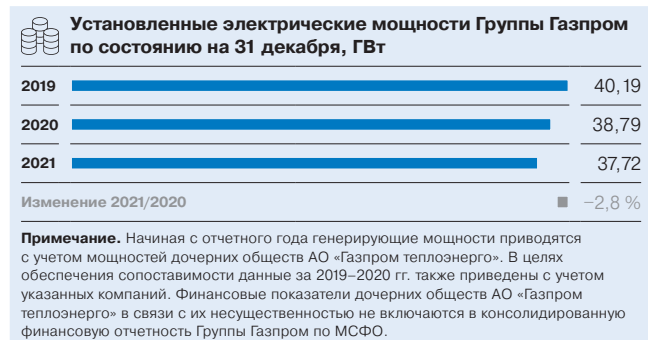 Установленные электрические мощности Группы Газпром
по состоянию на 31 декабря, ГВт
2019 40,19
2020 38,79
2021 37,72
Изменение 2021/2020 −2,8 %
Примечание. Начиная с отчетного года генерирующие мощности приводятся
с учетом мощностей дочерних обществ АО «Газпром теплоэнерго». В целях
обеспечения сопоставимости данные за 2019–2020 гг. также приведены с учетом
указанных компаний. Финансовые показатели дочерних обществ АО «Газпром
теплоэнерго» в связи с их несущественностью не включаются в консолидированную
финансовую отчетность Группы Газпром по МСФО.